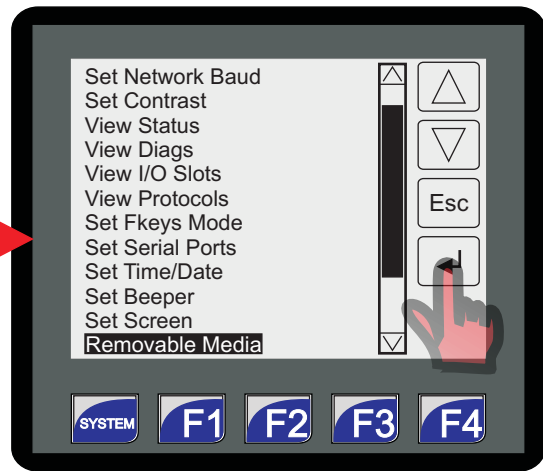 Set Network Baud
Set Contrast
View Status
View Diags
View I/O Slots
View Protocols
Set Fkeys Mode
Set Serial Ports
Set Time/Date
Set Beeper
Set Screen
Removable Media
Esc
SYSTEM F1 F2 F3 F4